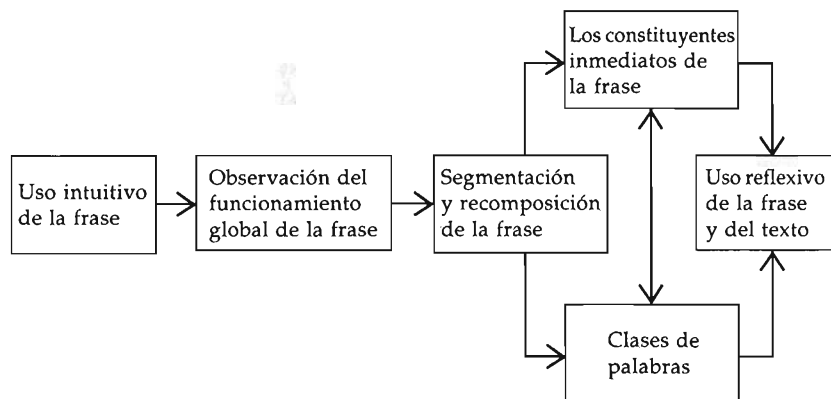 Uso intuitivo
de la frase
Observación del
funcionamiento
global de la frase
Segmentación
y recomposición
de la frase
Los constituyentes
inmediatos de
la frase
Clases de
palabras
Uso reflexivo
de la frase
y del texto